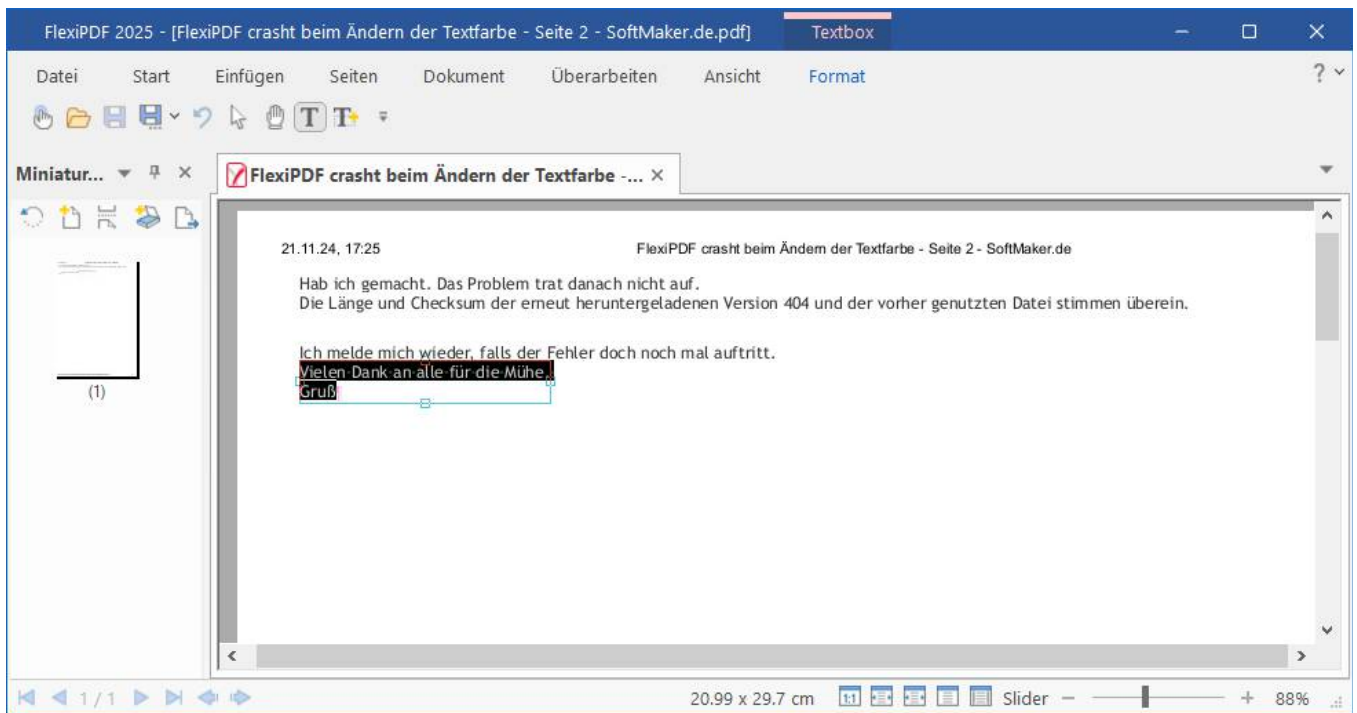 FlexiPDF 2025 - [FlexiPDF crasht beim Ändern der Textfarbe - Seite 2 - SoftMaker.de.pdf] Textbox
Datei Start Einfügen Seiten Dokument Überarbeiten Ansicht Format ?
T T
Miniatur... FlexiPDF crasht beim Ändern der Textfarbe -...
21.11.24, 17:25 FlexiPDF crasht beim Ändern der Textfarbe - Seite 2 - SoftMaker.de
Hab ich gemacht. Das Problem trat danach nicht auf.
Die Länge und Checksum der erneut heruntergeladenen Version 404 und der vorher genutzten Datei stimmen überein.
Ich melde mich wieder, falls der Fehler doch noch mal auftritt.
Vielen·Dank·an·alle·für·die·Mühe.
Gruß
(1)
1 / 1 20.99 x 29.7 cm 1:1 Slider − + 88%